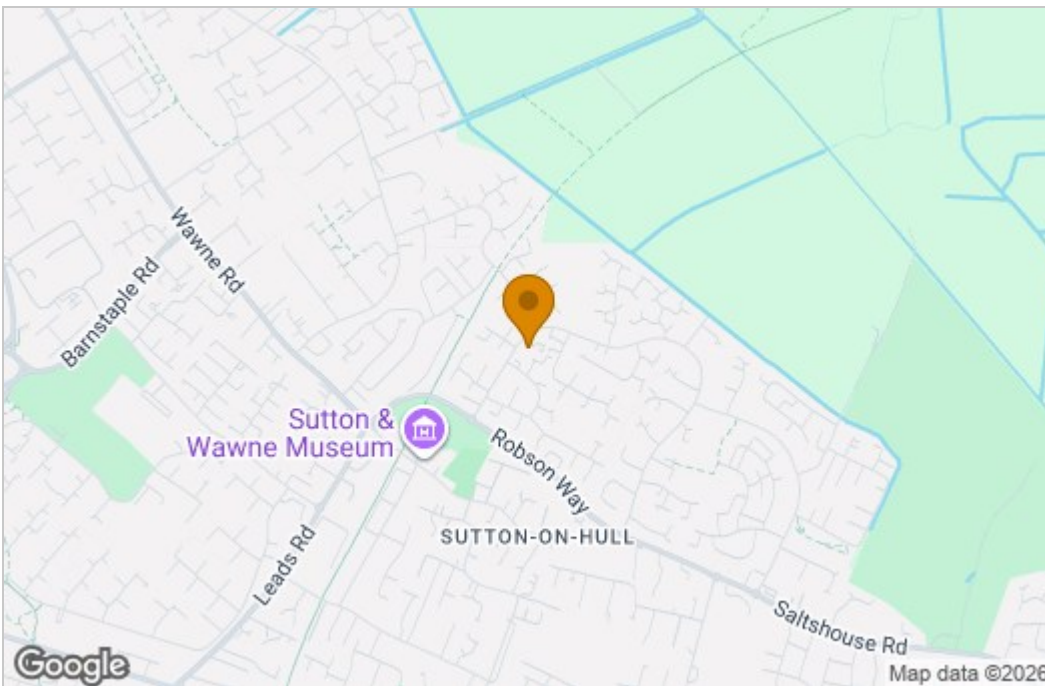 Wawne Rd
Barnstaple Rd
Sutton &
Wawne Museum
Robson Way
SUTTON-ON-HULL
Leads Rd
Saltshouse Rd
Google
Map data ©2026